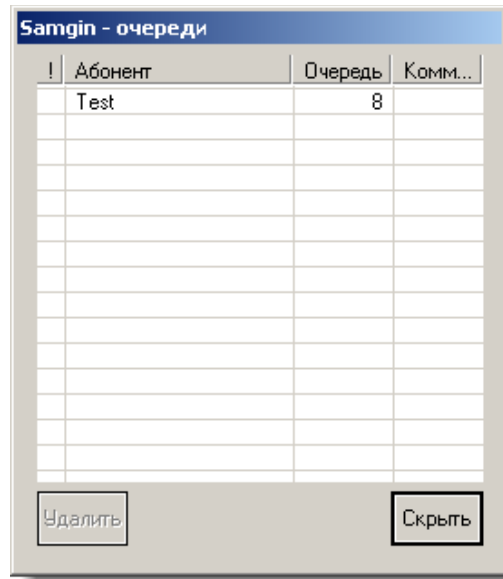 Samgin - очереди
! Абонент Очередь Комм...
Test 8
Удалить Скрыть